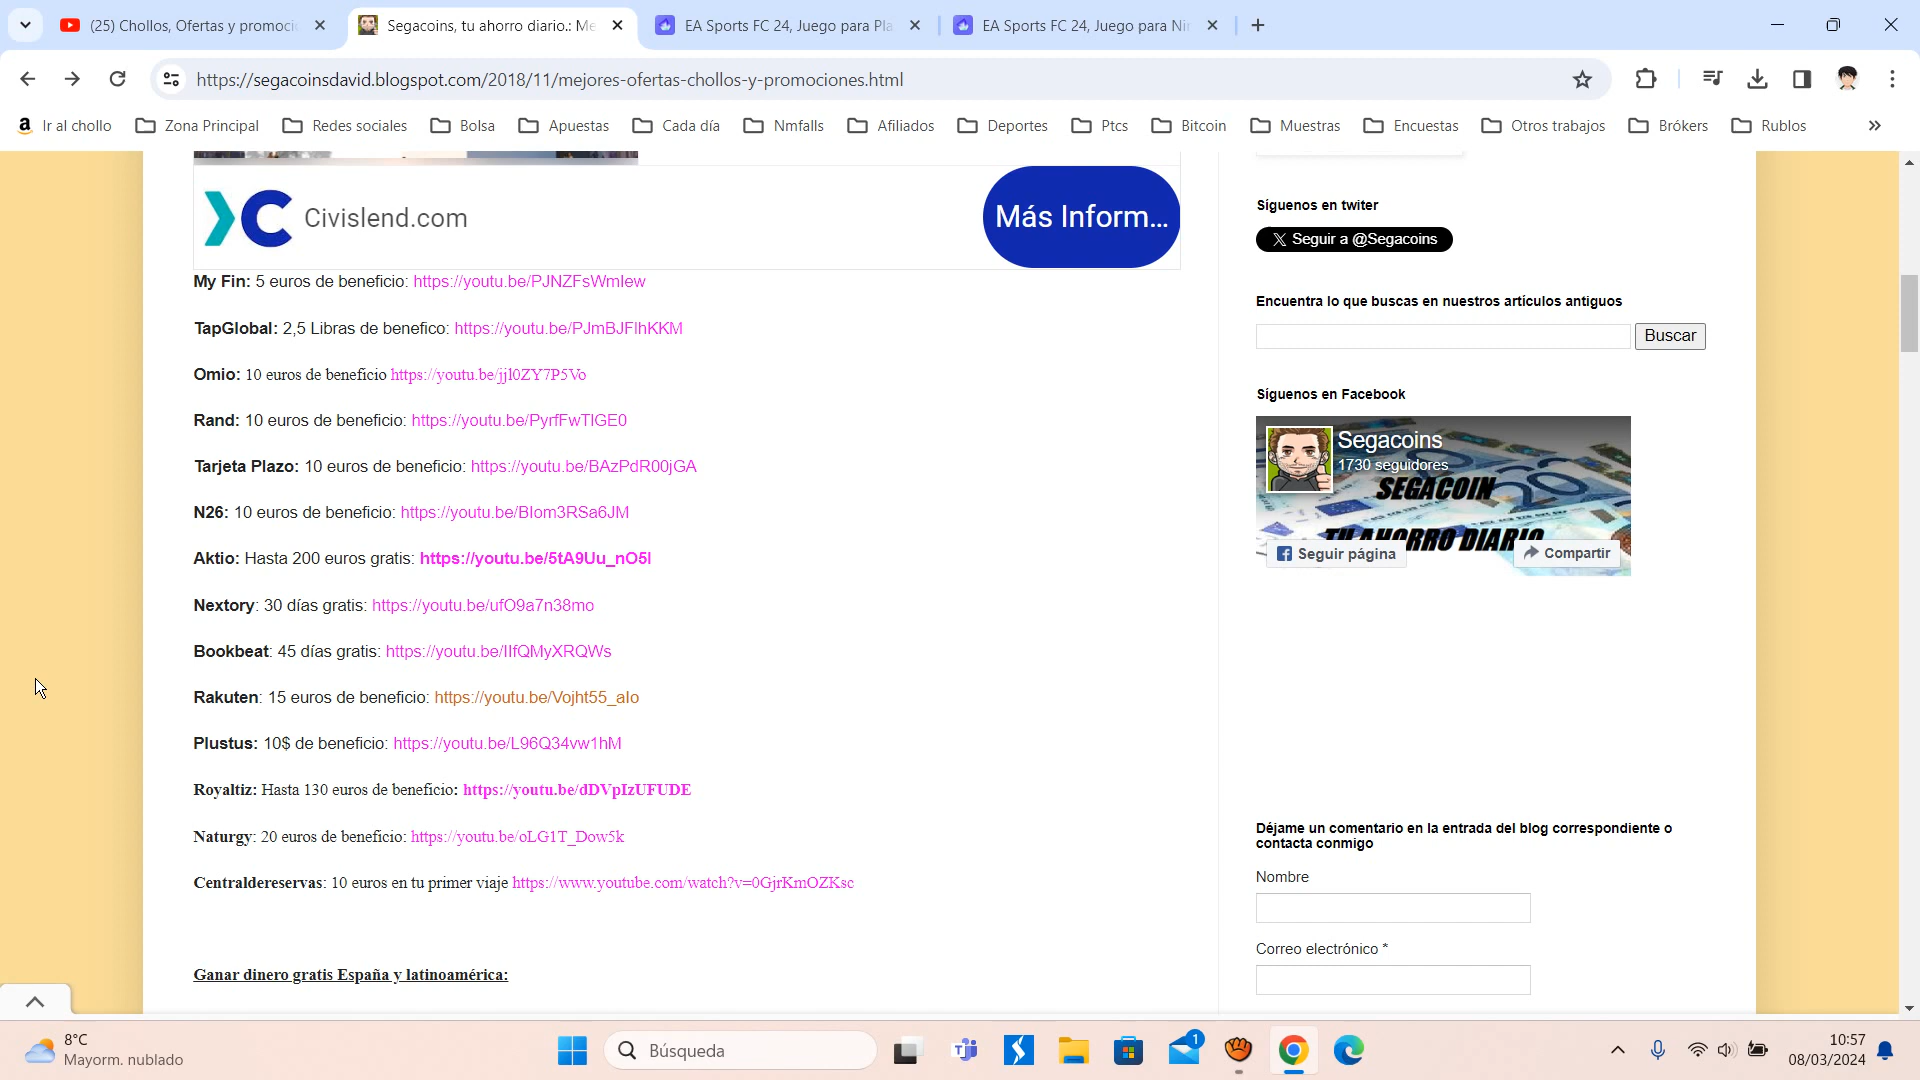 (25) Chollos, Ofertas y promoci
Segacoins, tu ahorro diario.: Me
EA Sports FC 24, Juego para Pla
EA Sports FC 24, Juego para Nin
https://segacoinsdavid.blogspot.com/2018/11/mejores-ofertas-chollos-y-promociones.html
Ir al chollo
Zona Principal
Redes sociales
Bolsa
Apuestas
Cada día
Nmfalls
Afiliados
Deportes
Ptcs
Bitcoin
Muestras
Encuestas
Otros trabajos
Brókers
Rublos
Civislend.com
Más Inform...
My Fin: 5 euros de beneficio: https://youtu.be/PJNZFsWmIew
TapGlobal: 2,5 Libras de benefico: https://youtu.be/PJmBJFlhKKM
Omio: 10 euros de beneficio https://youtu.be/jjl0ZY7P5Vo
Rand: 10 euros de beneficio: https://youtu.be/PyrfFwTIGE0
Tarjeta Plazo: 10 euros de beneficio: https://youtu.be/BAzPdR00jGA
N26: 10 euros de beneficio: https://youtu.be/BIom3RSa6JM
Aktio: Hasta 200 euros gratis: https://youtu.be/5tA9Uu_nO5I
Nextory: 30 días gratis: https://youtu.be/ufO9a7n38mo
Bookbeat: 45 días gratis: https://youtu.be/IIfQMyXRQWs
Rakuten: 15 euros de beneficio: https://youtu.be/Vojht55_aIo
Plustus: 10$ de beneficio: https://youtu.be/L96Q34vw1hM
Royaltiz: Hasta 130 euros de beneficio: https://youtu.be/dDVpIzUFUDE
Naturgy: 20 euros de beneficio: https://youtu.be/oLG1T_Dow5k
Centraldereservas: 10 euros en tu primer viaje https://www.youtube.com/watch?v=0GjrKmOZKsc
Ganar dinero gratis España y latinoamérica:
Síguenos en twiter
Seguir a @Segacoins
Encuentra lo que buscas en nuestros artículos antiguos
Buscar
Síguenos en Facebook
Segacoins
1730 seguidores
SEGACOIN
TU AHORRO DIARIO
Seguir página
Compartir
Déjame un comentario en la entrada del blog correspondiente o
contacta conmigo
Nombre
Correo electrónico *
8°C
Mayorm. nublado
Búsqueda
1
10:57
08/03/2024